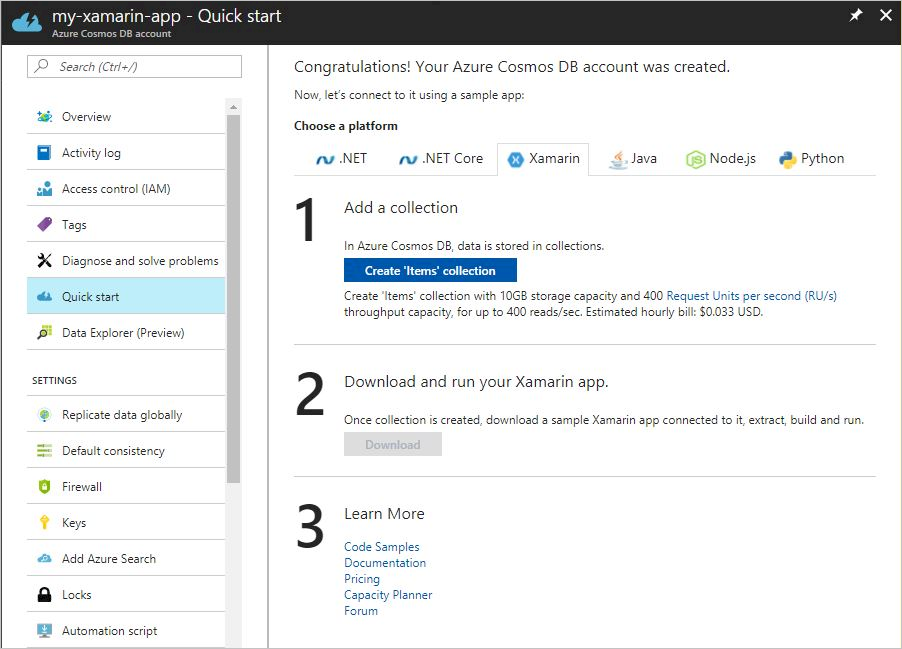 my-xamarin-app - Quick start
Azure Cosmos DB account
Search (Ctrl+/)
Overview
Activity log
Access control (IAM)
Tags
Diagnose and solve problems
Quick start
Data Explorer (Preview)
SETTINGS
Replicate data globally
Default consistency
Firewall
Keys
Add Azure Search
Locks
Automation script
Congratulations! Your Azure Cosmos DB account was created.
Now, let's connect to it using a sample app:
Choose a platform
.NET .NET Core Xamarin Java Node.js Python
1 Add a collection
In Azure Cosmos DB, data is stored in collections.
Create 'Items' collection
Create 'Items' collection with 10GB storage capacity and 400 Request Units per second (RU/s)
throughput capacity, for up to 400 reads/sec. Estimated hourly bill: $0.033 USD.
2 Download and run your Xamarin app.
Once collection is created, download a sample Xamarin app connected to it, extract, build and run.
Download
3 Learn More
Code Samples
Documentation
Pricing
Capacity Planner
Forum